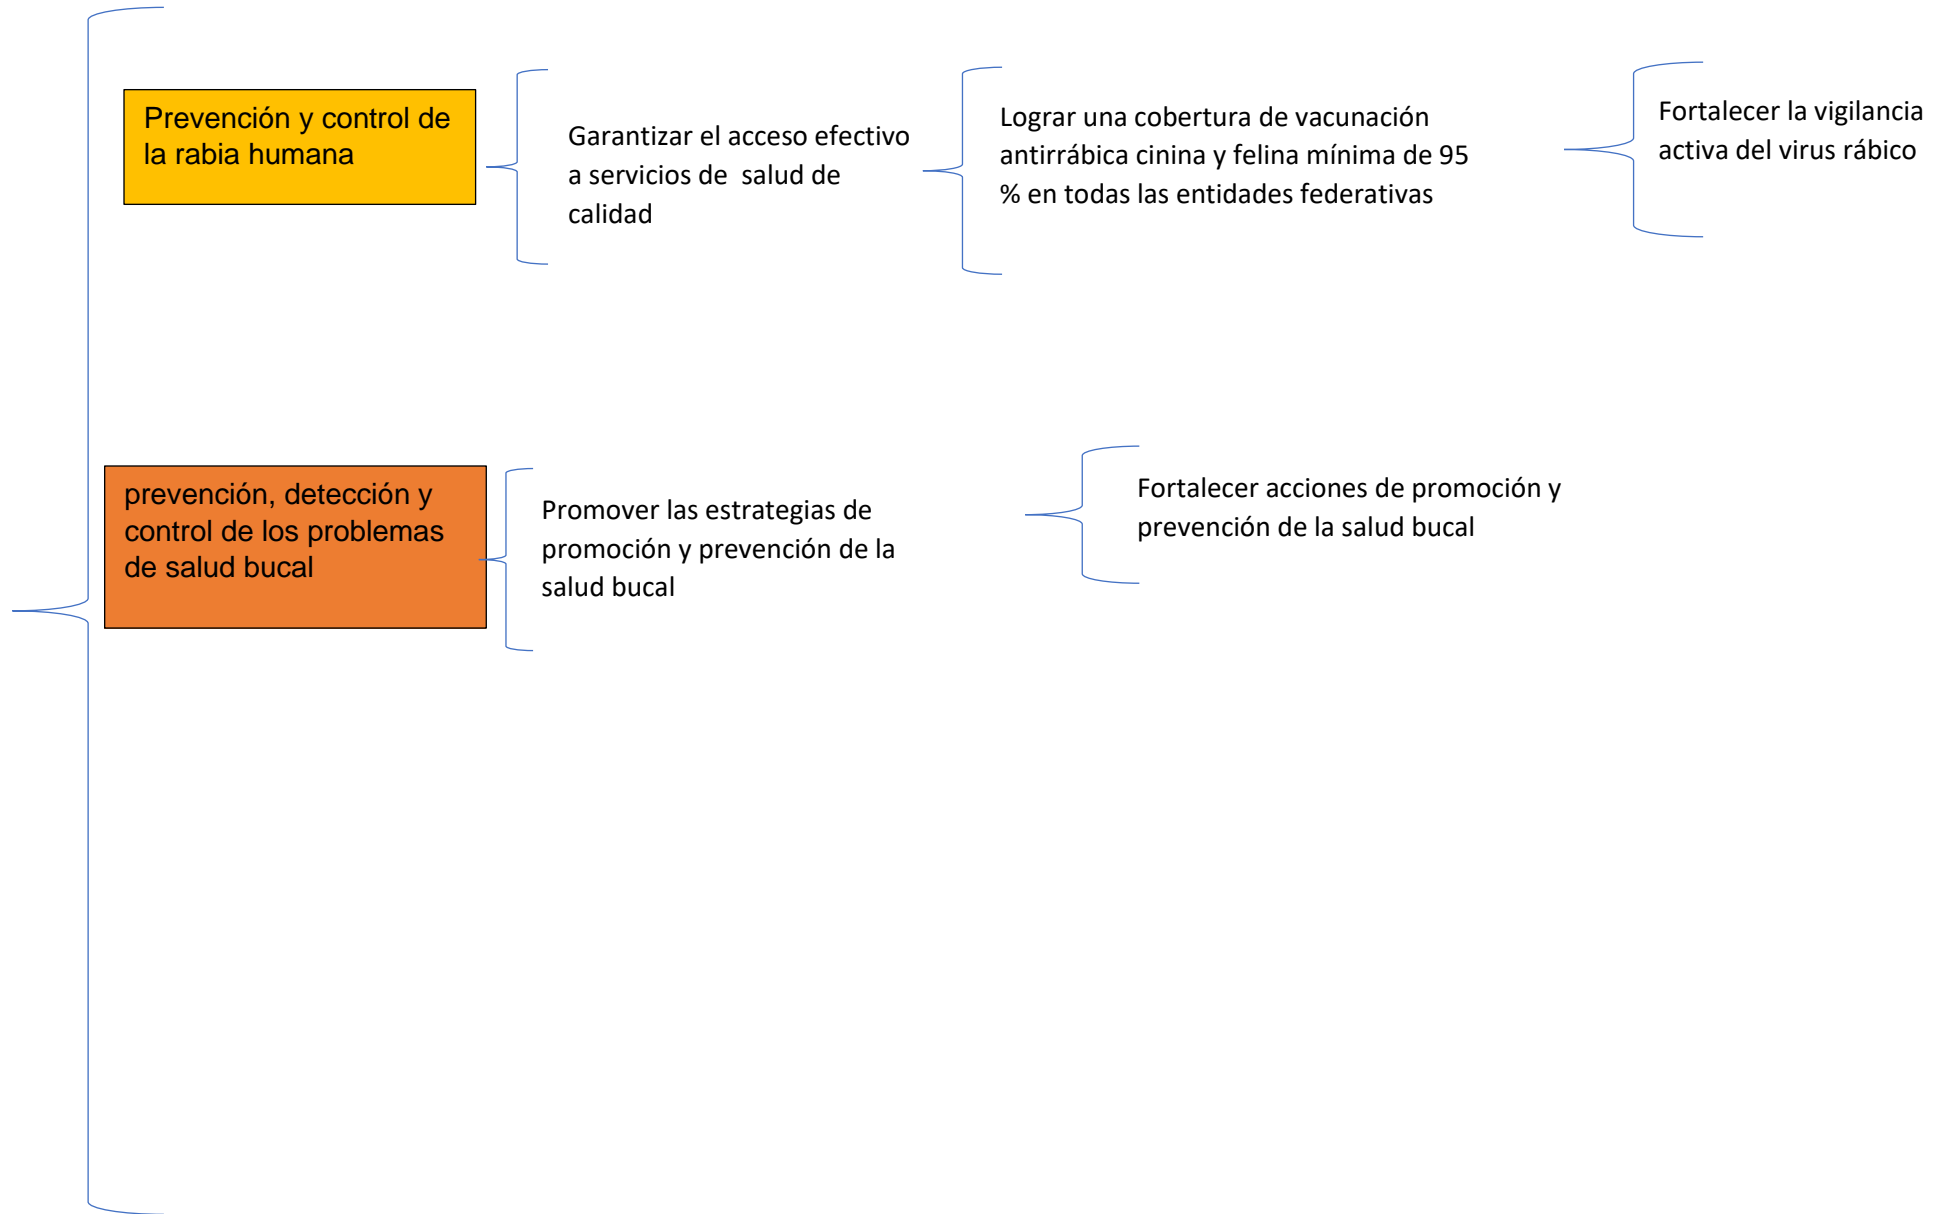 Prevención y control de
la rabia humana
Garantizar el acceso efectivo
a servicios de  salud de
calidad
Lograr una cobertura de vacunación
antirrábica cinina y felina mínima de 95
% en todas las entidades federativas
Fortalecer la vigilancia
activa del virus rábico
prevención, detección y
control de los problemas
de salud bucal
Promover las estrategias de
promoción y prevención de la
salud bucal
Fortalecer acciones de promoción y
prevención de la salud bucal